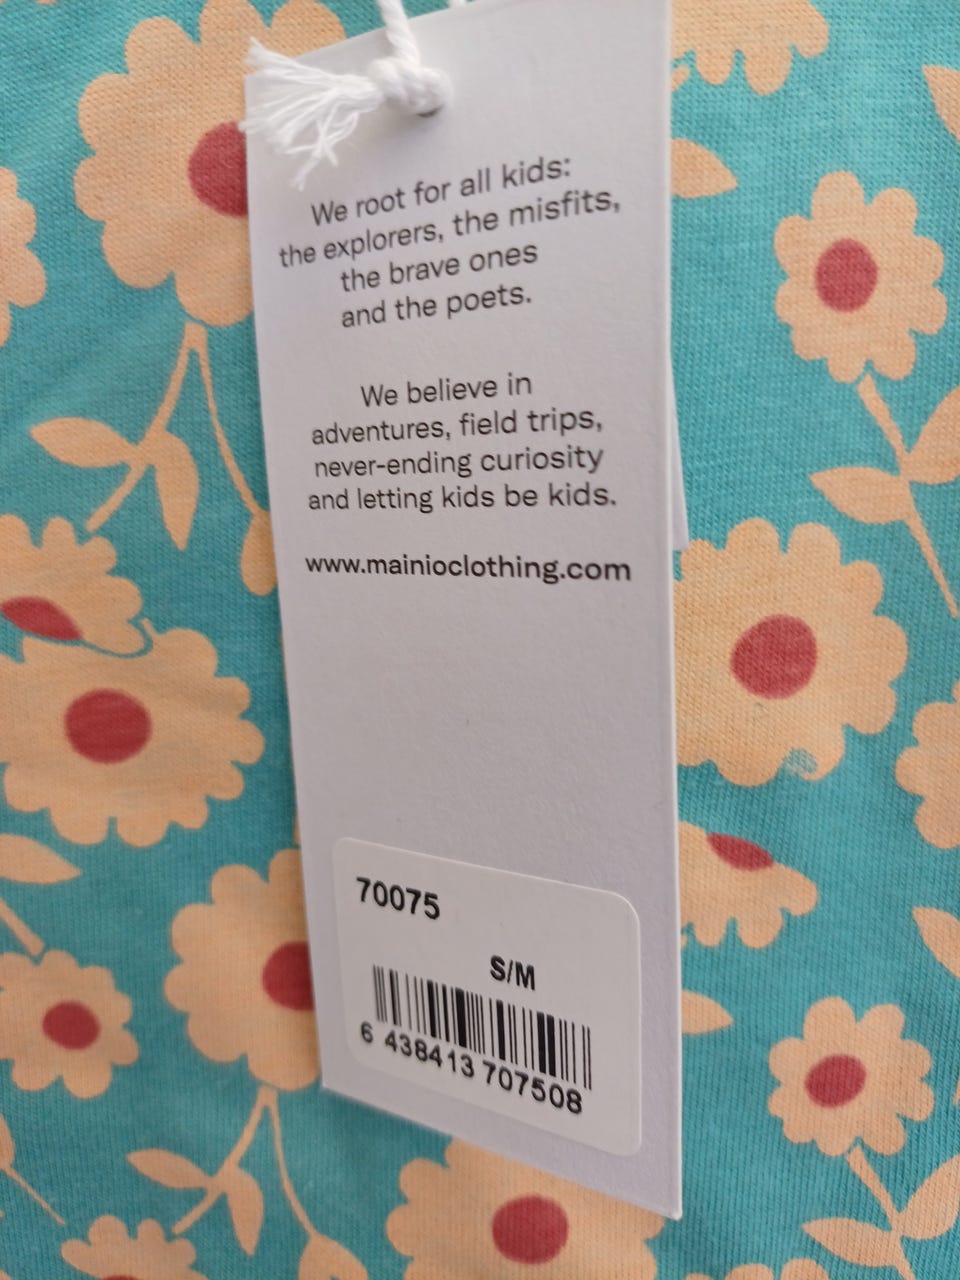 We root for all kids:
the explorers, the misfits,
the brave ones
and the poets.
We believe in
adventures, field trips,
never-ending curiosity
and letting kids be kids.
www.mainioclothing.com
70075
S/M
6 438413 707508